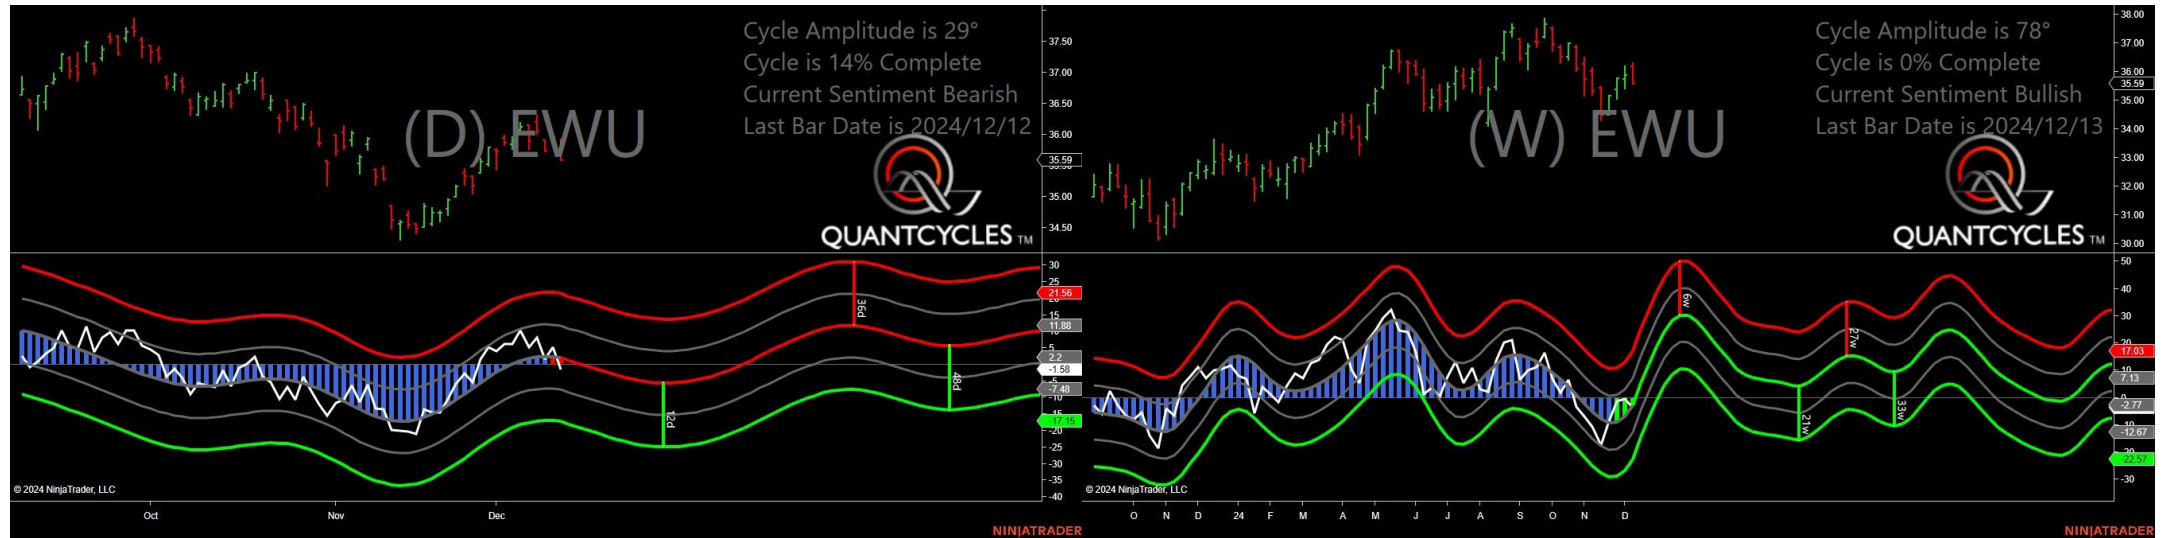 Cycle Amplitude is 29°
Cycle is 14% Complete
Current Sentiment Bearish
Last Bar Date is 2024/12/12
(D) EWU
QUANTCYCLES TM
37.50
37.00
36.50
36.00
35.59
35.00
34.50
30
25
21.56
15
11.88
5
2.2
-1.58
-7.48
-10
-15
-17.15
-20
-25
-30
-35
-40
36d
48d
12d
© 2024 NinjaTrader, LLC
Oct Nov Dec
NINJATRADER
Cycle Amplitude is 78°
Cycle is 0% Complete
Current Sentiment Bullish
Last Bar Date is 2024/12/13
(W) EWU
QUANTCYCLES TM
38.00
37.00
36.00
35.59
35.00
34.00
33.00
32.00
31.00
30.00
50
40
30
20
17.03
7.13
0
-2.77
-12.67
-20
-22.57
-30
6w
27w
21w
33w
© 2024 NinjaTrader, LLC
O N D 24 F M A M J J A S O N D
NINJATRADER